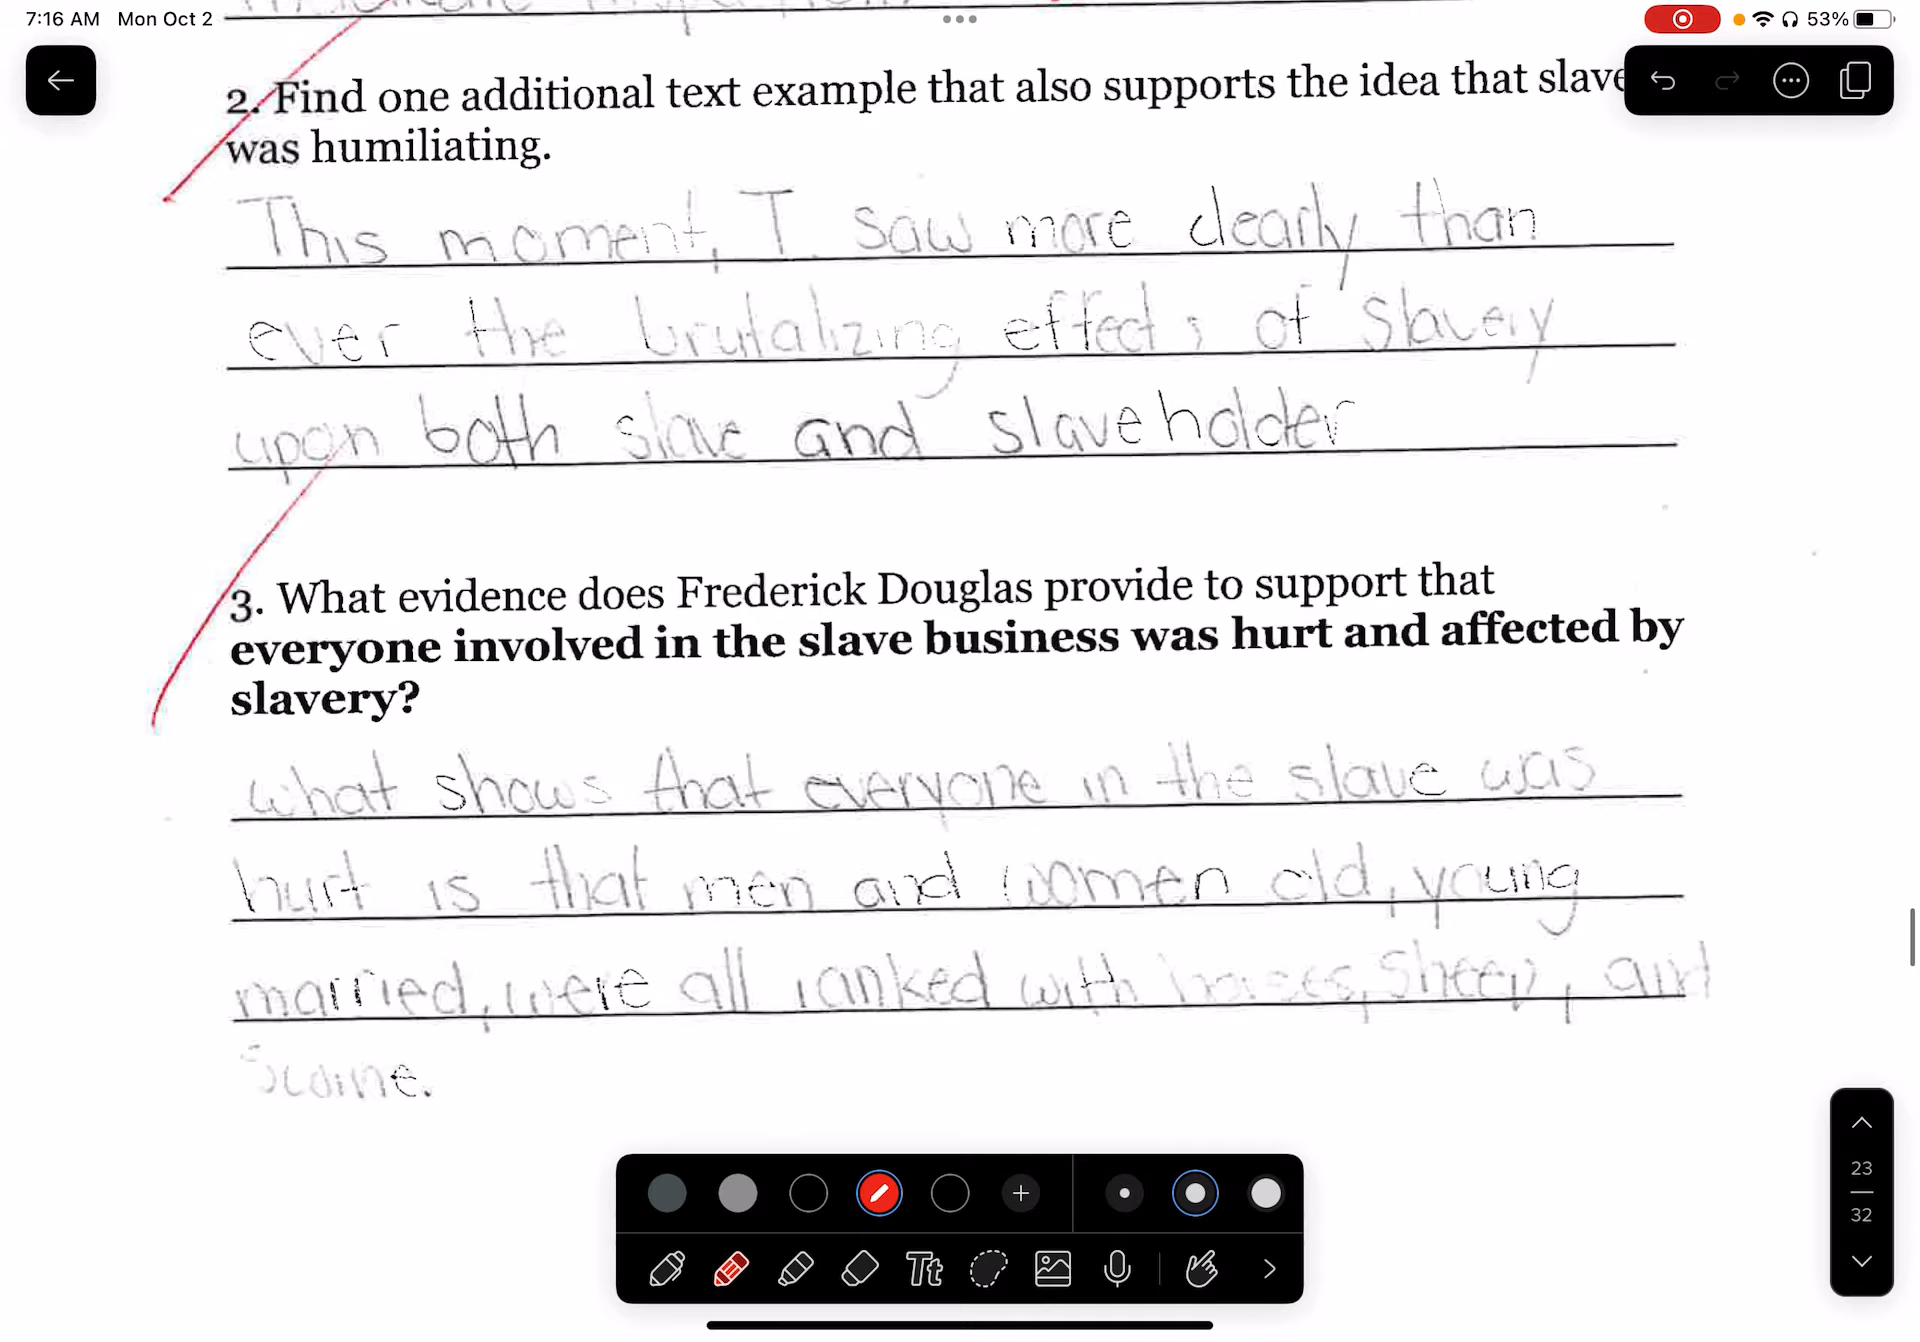 7:16 AM Mon Oct 2
53%
2. Find one additional text example that also supports the idea that slave
was humiliating.
This moment, I saw more clearly than
ever the brutalizing effects of slavery
upon both slave and slaveholder
3. What evidence does Frederick Douglas provide to support that
everyone involved in the slave business was hurt and affected by
slavery?
what shows that everyone in the slave was
hurt is that men and women old, young
married, were all ranked with horses, sheep, and
Tt
23
32